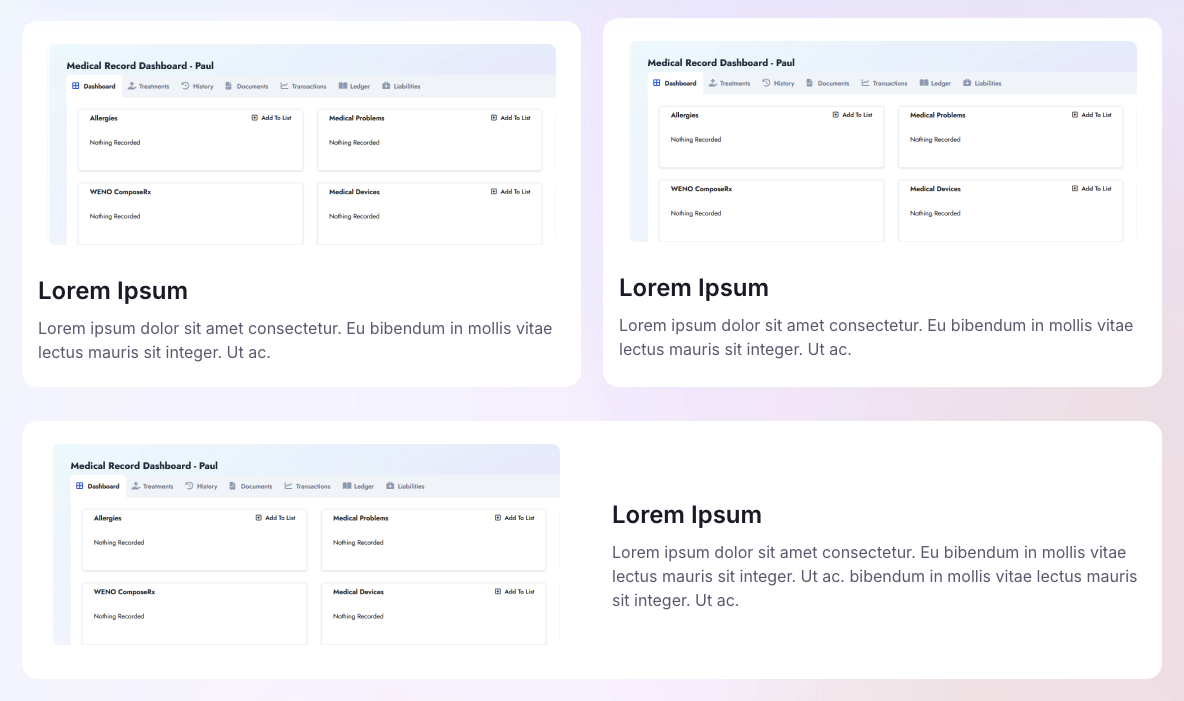 Medical Record Dashboard - Paul
Dashboard Treatments History Documents Transactions Ledger Liabilities
Allergies Add To List Medical Problems Add To List
Nothing Recorded Nothing Recorded
WENO ComposeRx Medical Devices Add To List
Nothing Recorded Nothing Recorded
Lorem Ipsum
Lorem ipsum dolor sit amet consectetur. Eu bibendum in mollis vitae
lectus mauris sit integer. Ut ac.
Medical Record Dashboard - Paul
Dashboard Treatments History Documents Transactions Ledger Liabilities
Allergies Add To List Medical Problems Add To List
Nothing Recorded Nothing Recorded
WENO ComposeRx Medical Devices Add To List
Nothing Recorded Nothing Recorded
Lorem Ipsum
Lorem ipsum dolor sit amet consectetur. Eu bibendum in mollis vitae
lectus mauris sit integer. Ut ac.
Medical Record Dashboard - Paul
Dashboard Treatments History Documents Transactions Ledger Liabilities
Allergies Add To List Medical Problems Add To List
Nothing Recorded Nothing Recorded
WENO ComposeRx Medical Devices Add To List
Nothing Recorded Nothing Recorded
Lorem Ipsum
Lorem ipsum dolor sit amet consectetur. Eu bibendum in mollis vitae
lectus mauris sit integer. Ut ac. bibendum in mollis vitae lectus mauris
sit integer. Ut ac.